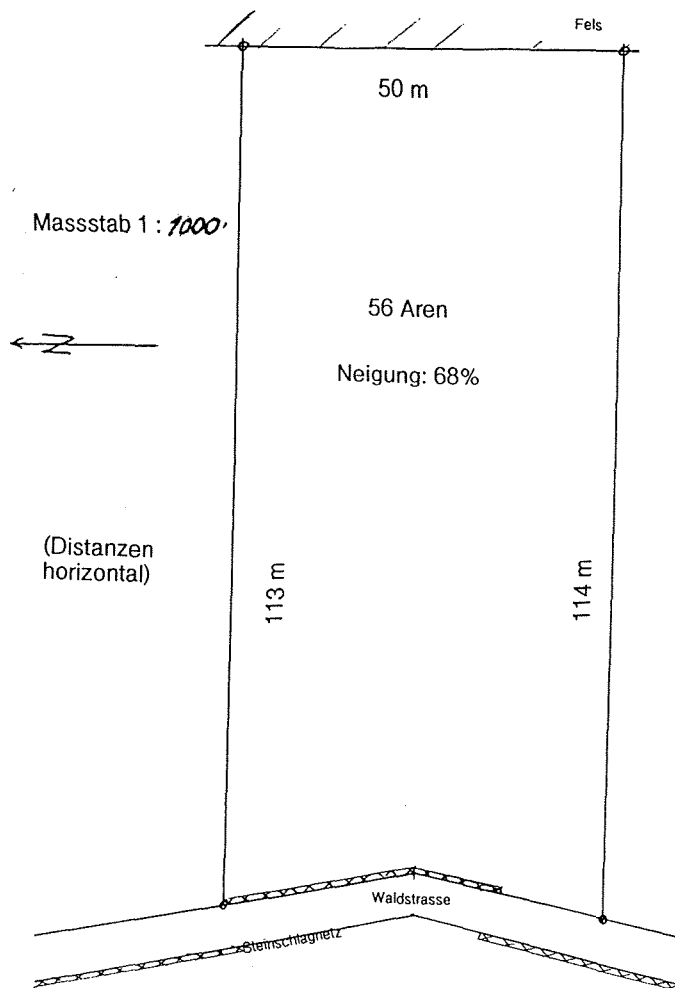 Fels
50 m
Massstab 1 : 1000
56 Aren
N
Neigung: 68%
(Distanzen
horizontal)
113 m
114 m
Waldstrasse
Steinschlagnetz